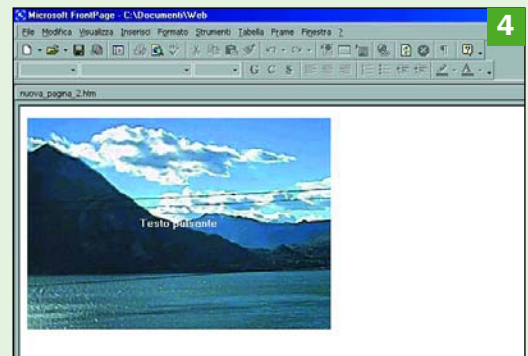 Microsoft FrontPage - C:\Documenti\Web
4
File Modifica Visualizza Inserisci Formato Strumenti Tabella Frame Finestra ?
G C S
A
nuova_pagina_2.htm
Testo pulsante